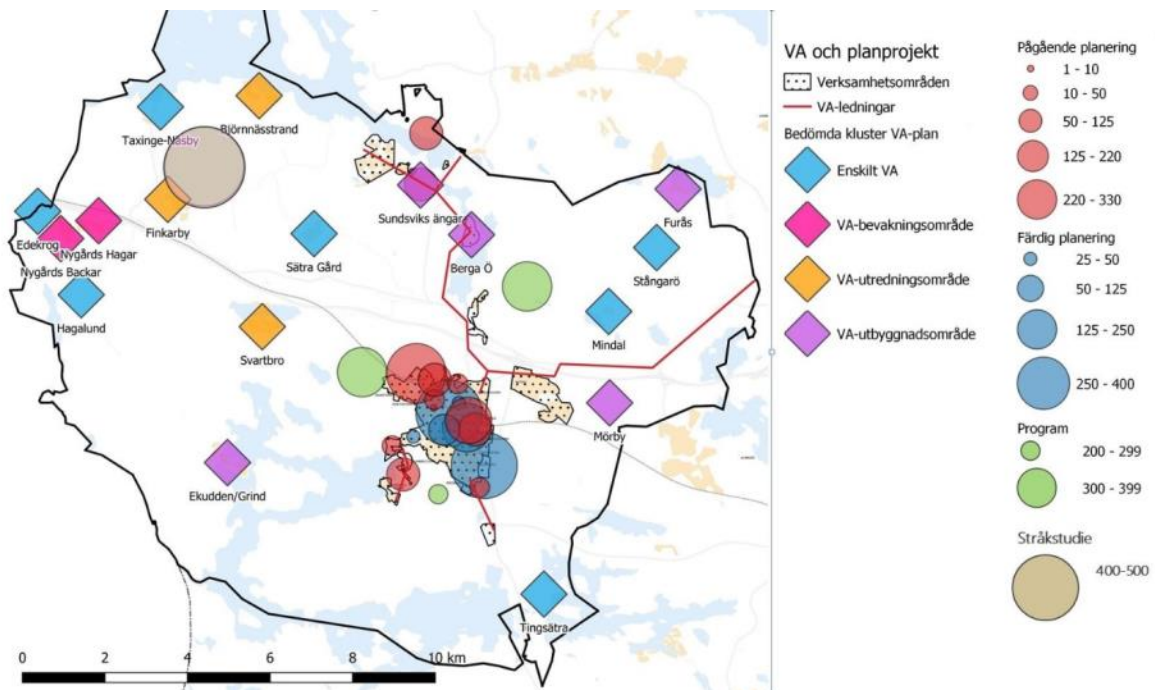 Taxinge-Näsby
Björnnässtrand
Finkarby
Edekrog
Nygårds Hagar
Nygårds Backar
Hagalund
Sätra Gård
Sundsviks ängar
Berga Ö
Furås
Stångarö
Mindal
Svartbro
Mörby
Ekudden/Grind
Tingsätra
0 2 4 6 8 10 km
VA och planprojekt
Verksamhetsområden
VA-ledningar
Bedömda kluster VA-plan
Enskilt VA
VA-bevakningsområde
VA-utredningsområde
VA-utbyggnadsområde
Pågående planering
1 - 10
10 - 50
50 - 125
125 - 220
220 - 330
Färdig planering
25 - 50
50 - 125
125 - 250
250 - 400
Program
200 - 299
300 - 399
Stråkstudie
400-500